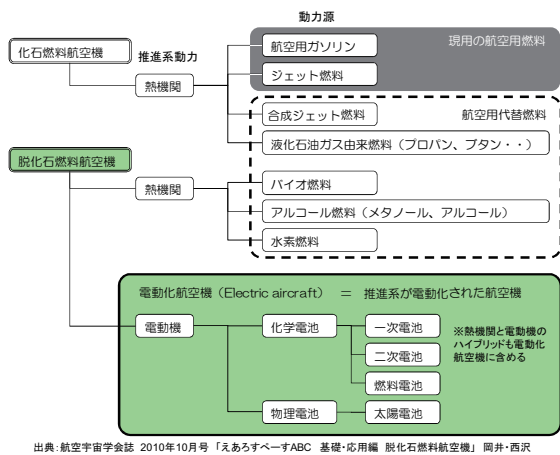 動力源
化石燃料航空機
推進系動力
熱機関
航空用ガソリン
現用の航空用燃料
ジェット燃料
合成ジェット燃料
航空用代替燃料
液化石油ガス由来燃料（プロパン、ブタン・・）
脱化石燃料航空機
熱機関
バイオ燃料
アルコール燃料（メタノール、アルコール）
水素燃料
電動化航空機（Electric aircraft） ＝ 推進系が電動化された航空機
電動機
化学電池
一次電池
二次電池
燃料電池
※熱機関と電動機の
ハイブリッドも電動化
航空機に含める
物理電池
太陽電池
出典：航空宇宙学会誌 2010年10月号 「えあろすぺーすABC 基礎・応用編 脱化石燃料航空機」 岡井・西沢